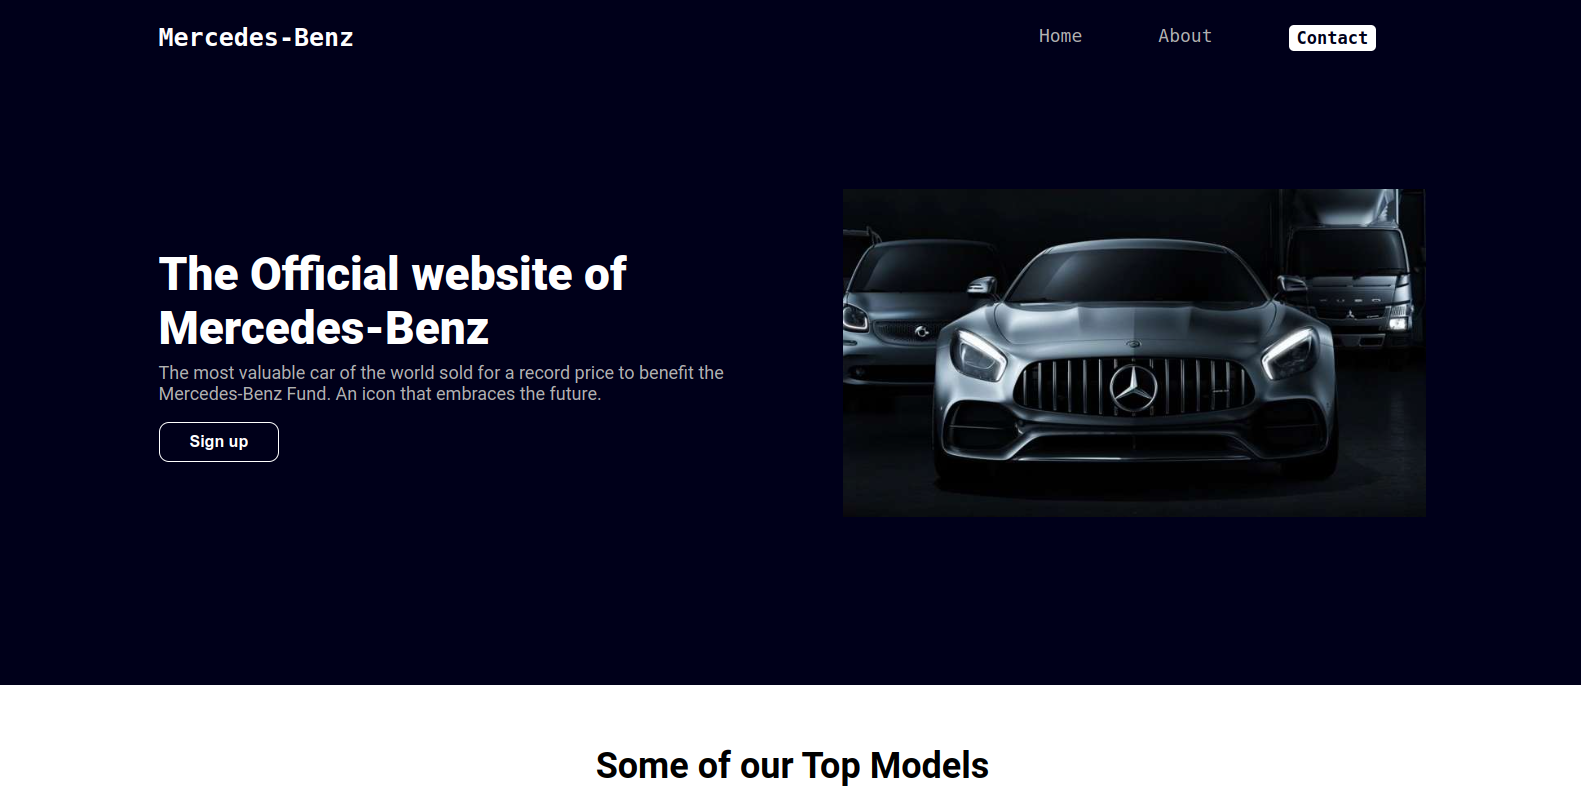 Mercedes-Benz
Home
About
Contact
The Official website of
Mercedes-Benz
The most valuable car of the world sold for a record price to benefit the
Mercedes-Benz Fund. An icon that embraces the future.
Sign up
FUSO
Some of our Top Models